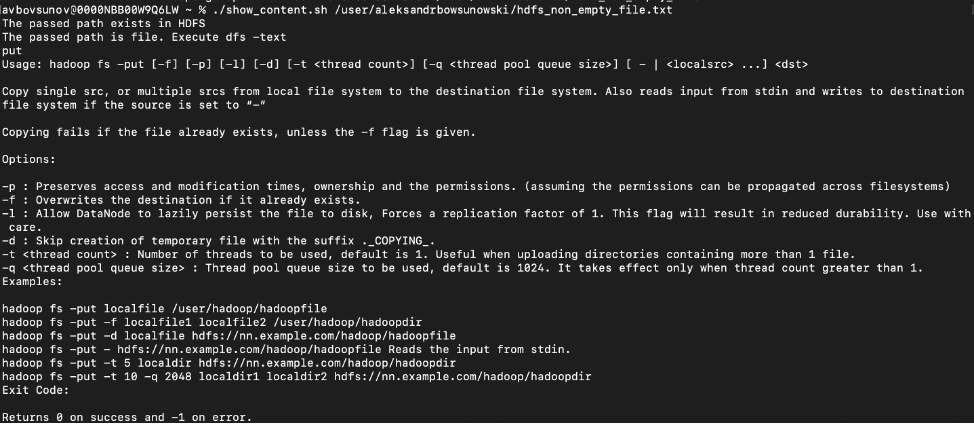 avbovsunov@0000NBB00W9Q6LW ~ % ./show_content.sh /user/aleksandrbowsunowski/hdfs_non_empty_file.txt
The passed path exists in HDFS
The passed path is file. Execute dfs -text
put
Usage: hadoop fs -put [-f] [-p] [-l] [-d] [-t <thread count>] [-q <thread pool queue size>] [ - | <localsrc> ...] <dst>
Copy single src, or multiple srcs from local file system to the destination file system. Also reads input from stdin and writes to destination
file system if the source is set to “-”
Copying fails if the file already exists, unless the -f flag is given.
Options:
-p : Preserves access and modification times, ownership and the permissions. (assuming the permissions can be propagated across filesystems)
-f : Overwrites the destination if it already exists.
-l : Allow DataNode to lazily persist the file to disk, Forces a replication factor of 1. This flag will result in reduced durability. Use with
care.
-d : Skip creation of temporary file with the suffix ._COPYING_.
-t <thread count> : Number of threads to be used, default is 1. Useful when uploading directories containing more than 1 file.
-q <thread pool queue size> : Thread pool queue size to be used, default is 1024. It takes effect only when thread count greater than 1.
Examples:
hadoop fs -put localfile /user/hadoop/hadoopfile
hadoop fs -put -f localfile1 localfile2 /user/hadoop/hadoopdir
hadoop fs -put -d localfile hdfs://nn.example.com/hadoop/hadoopfile
hadoop fs -put - hdfs://nn.example.com/hadoop/hadoopfile Reads the input from stdin.
hadoop fs -put -t 5 localdir hdfs://nn.example.com/hadoop/hadoopdir
hadoop fs -put -t 10 -q 2048 localdir1 localdir2 hdfs://nn.example.com/hadoop/hadoopdir
Exit Code:
Returns 0 on success and -1 on error.